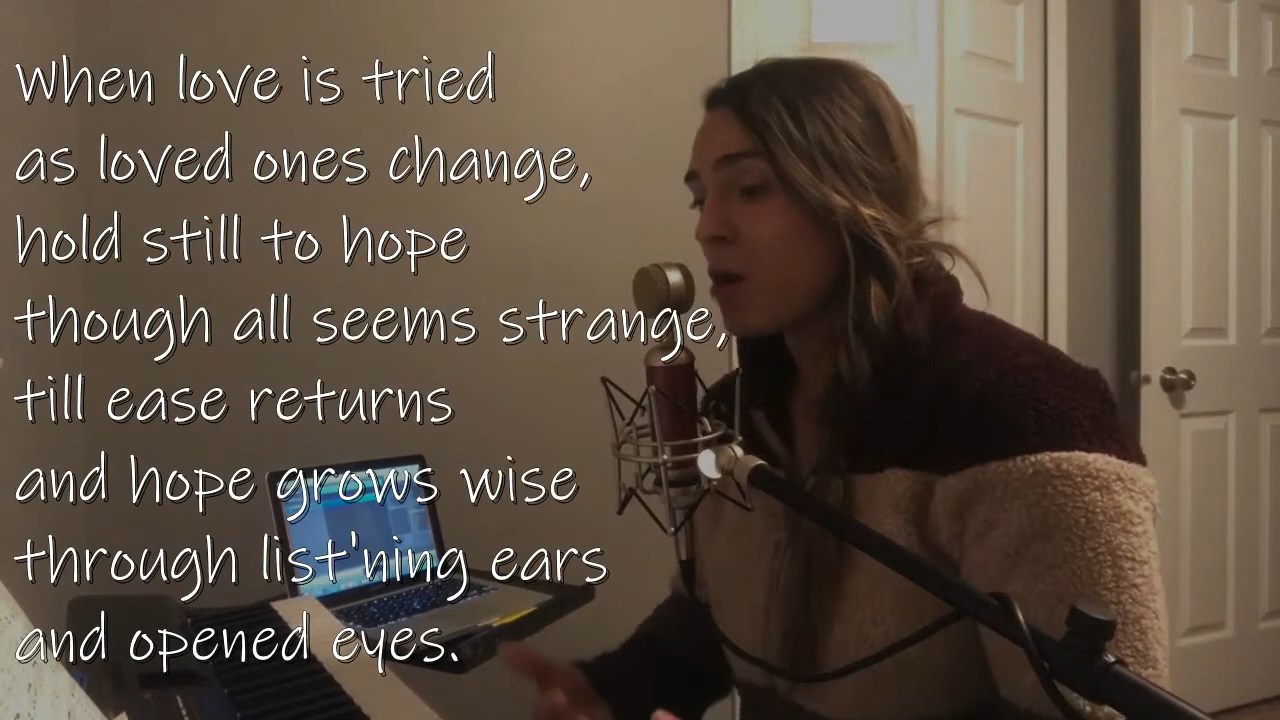 When love is tried
as loved ones change,
hold still to hope
though all seems strange,
till ease returns
and hope grows wise
through list'ning ears
and opened eyes.